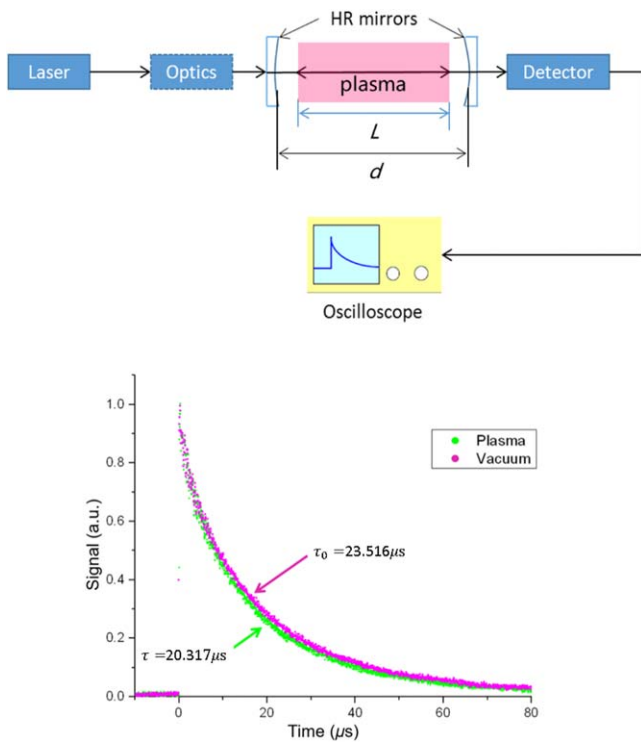 HR mirrors
Laser
Optics
plasma
Detector
L
d
Oscilloscope
1.0
0.8
0.6
0.4
0.2
0.0
Signal (a.u.)
Plasma
Vacuum
τ₀ =23.516μs
τ =20.317μs
0
20
40
60
80
Time (μs)